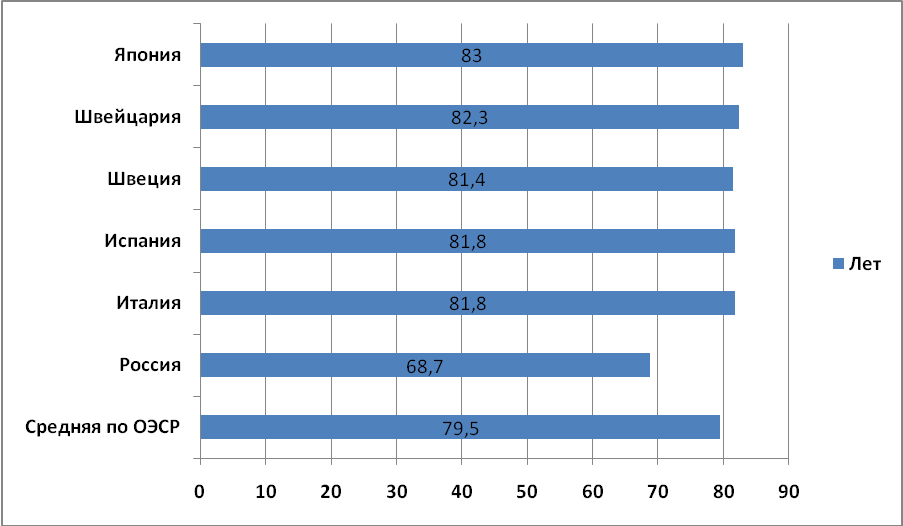 Япония
83
Швейцария
82,3
Швеция
81,4
Испания
81,8
Италия
81,8
Россия
68,7
Средняя по ОЭСР
79,5
Лет
0 10 20 30 40 50 60 70 80 90